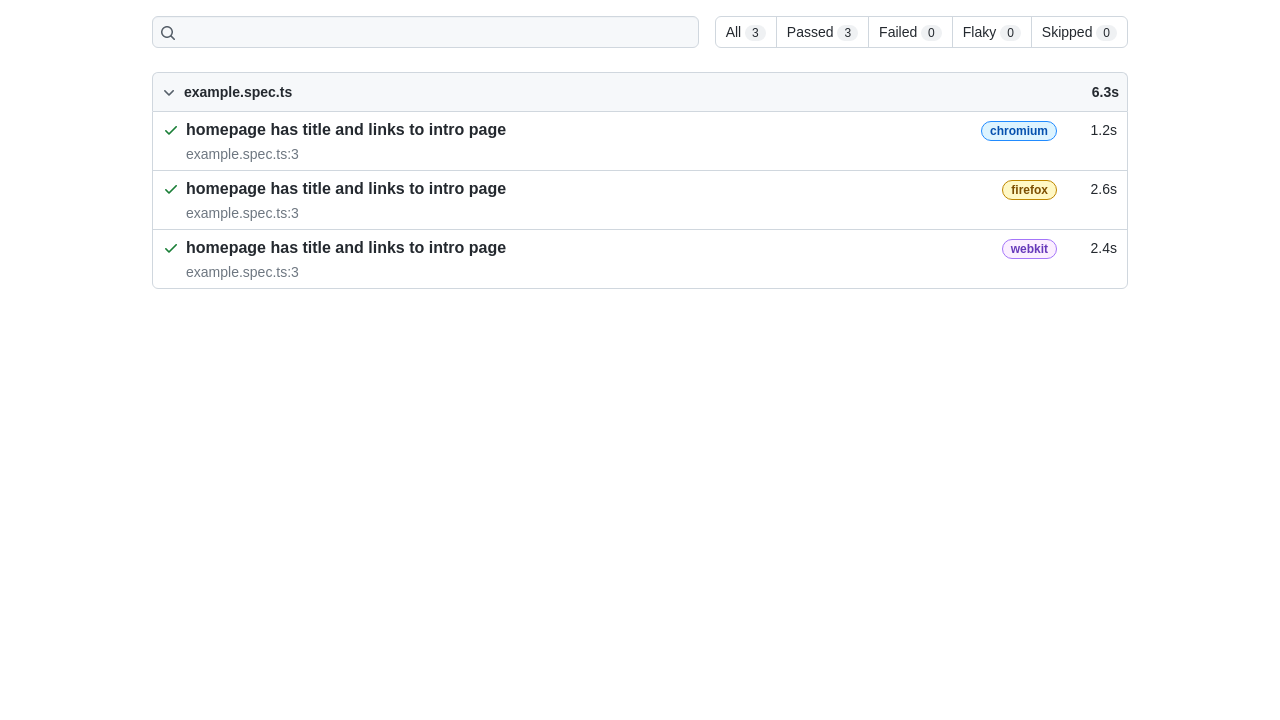 All 3 Passed 3 Failed 0 Flaky 0 Skipped 0
example.spec.ts 6.3s
homepage has title and links to intro page chromium 1.2s
example.spec.ts:3
homepage has title and links to intro page firefox 2.6s
example.spec.ts:3
homepage has title and links to intro page webkit 2.4s
example.spec.ts:3